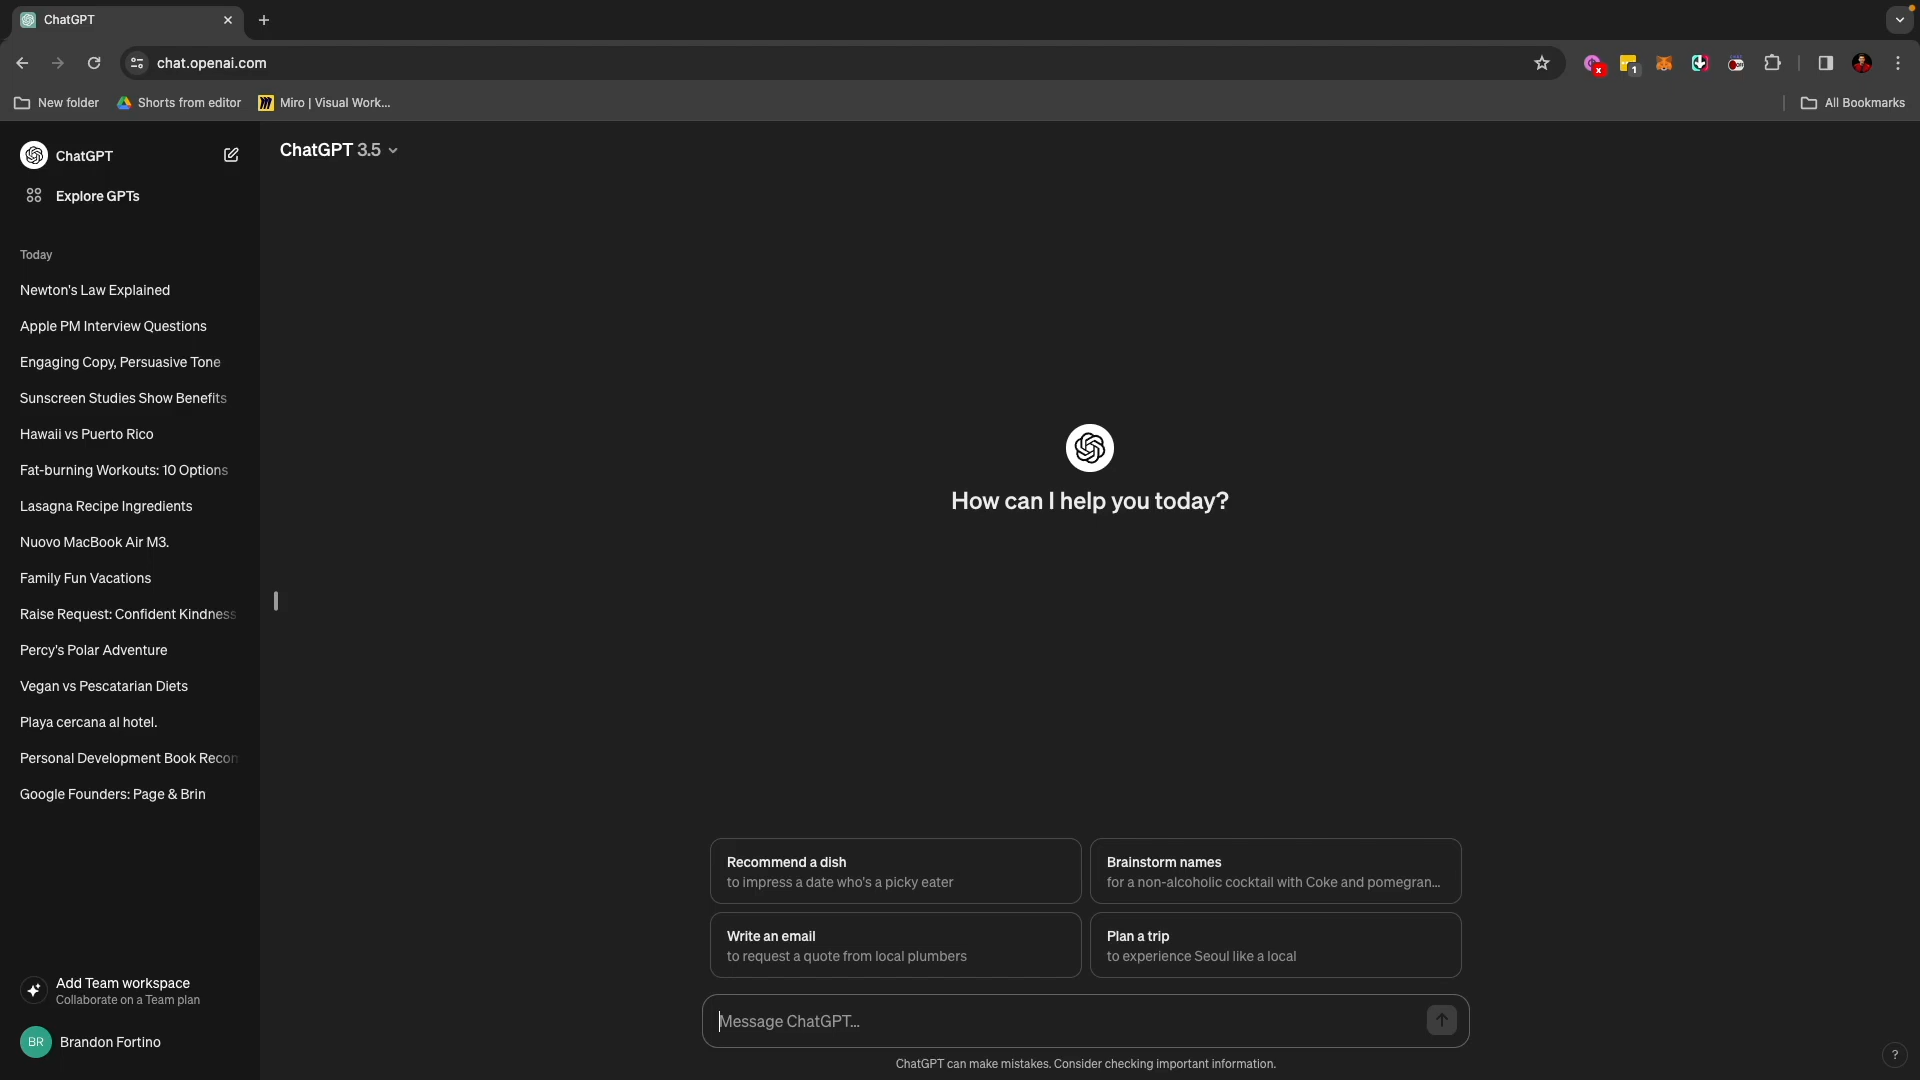 ChatGPT
chat.openai.com
1
New folder
Shorts from editor
Miro | Visual Work...
All Bookmarks
ChatGPT
Explore GPTs
Today
Newton's Law Explained
Apple PM Interview Questions
Engaging Copy, Persuasive Tone
Sunscreen Studies Show Benefits
Hawaii vs Puerto Rico
Fat-burning Workouts: 10 Options
Lasagna Recipe Ingredients
Nuovo MacBook Air M3.
Family Fun Vacations
Raise Request: Confident Kindness
Percy's Polar Adventure
Vegan vs Pescatarian Diets
Playa cercana al hotel.
Personal Development Book Recom
Google Founders: Page & Brin
Add Team workspace
Collaborate on a Team plan
BR
Brandon Fortino
ChatGPT 3.5
How can I help you today?
Recommend a dish
to impress a date who's a picky eater
Brainstorm names
for a non-alcoholic cocktail with Coke and pomegran...
Write an email
to request a quote from local plumbers
Plan a trip
to experience Seoul like a local
Message ChatGPT...
ChatGPT can make mistakes. Consider checking important information.
?